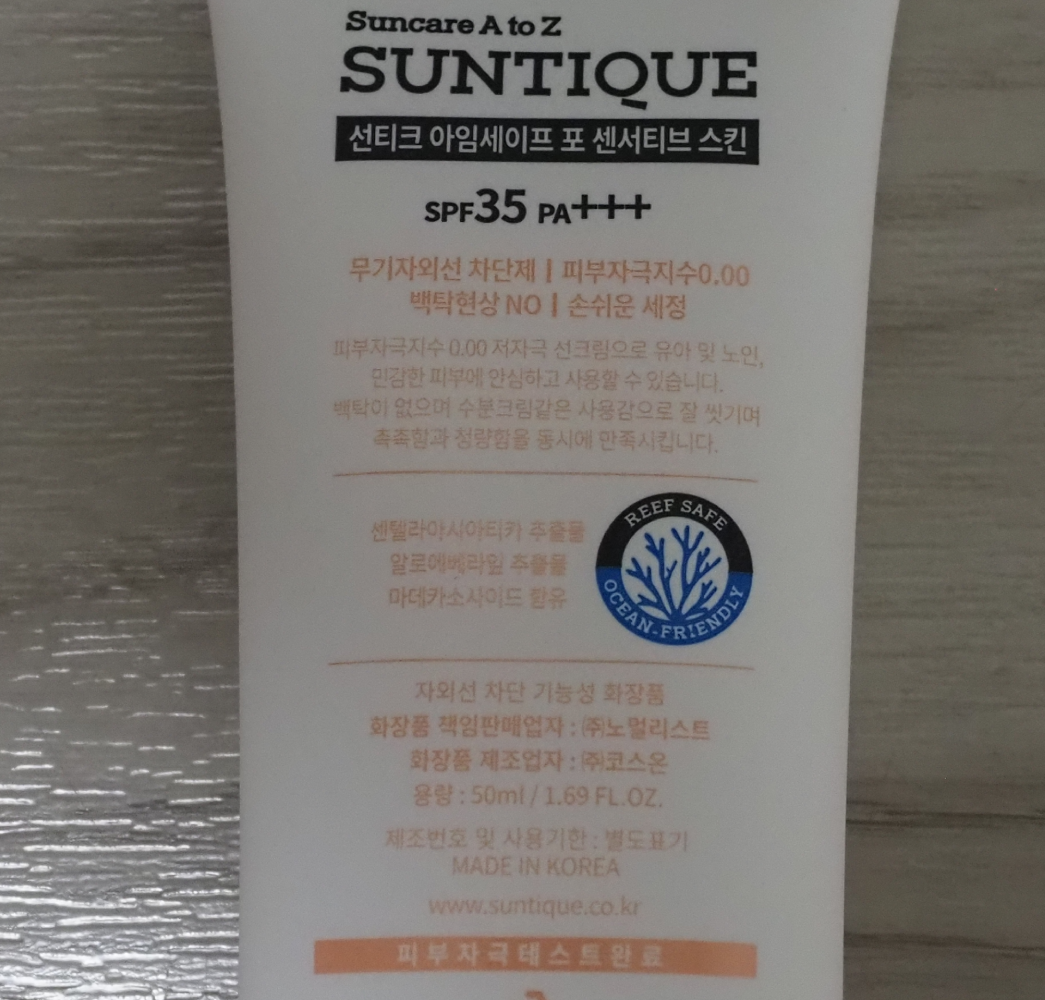 Suncare A to Z
SUNTIQUE
선티크 아임세이프 포 센서티브 스킨
SPF35 PA+++
무기자외선 차단제 | 피부자극지수0.00
백탁현상 NO | 손쉬운 세정
피부자극지수 0.00 저자극 선크림으로 유아 및 노인,
민감한 피부에 안심하고 사용할 수 있습니다.
백탁이 없으며 수분크림같은 사용감으로 잘 씻기며
촉촉함과 청량함을 동시에 만족시킵니다.
센텔라아시아티카 추출물
알로에베라잎 추출물
마데카소사이드 함유
REEF SAFE
OCEAN-FRIENDLY
자외선 차단 기능성 화장품
화장품 책임판매업자 : ㈜노멀리스트
화장품 제조업자 : ㈜코스온
용량 : 50ml / 1.69 FL.OZ.
제조번호 및 사용기한 : 별도표기
MADE IN KOREA
www.suntique.co.kr
피부자극테스트완료